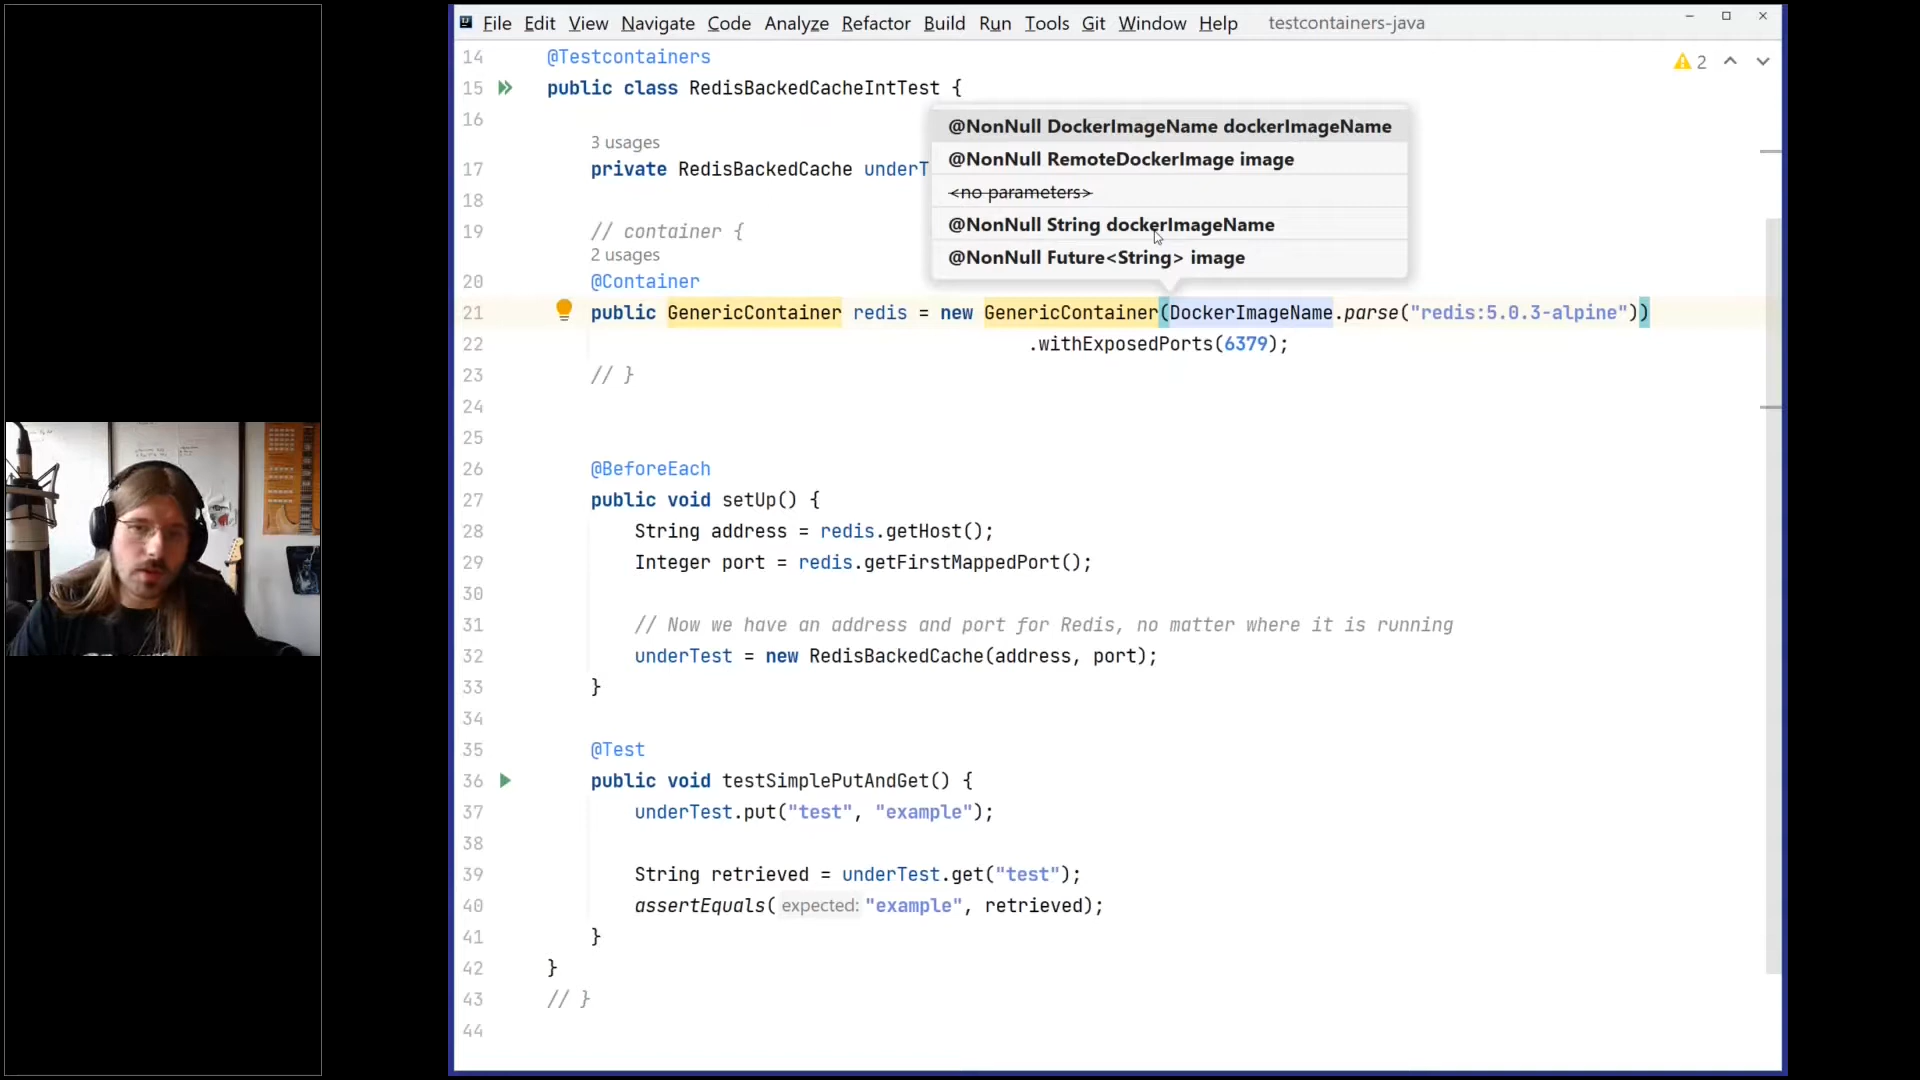 File Edit View Navigate Code Analyze Refactor Build Run Tools Git Window Help testcontainers-java
14 @Testcontainers
2
15 public class RedisBackedCacheIntTest {
16
@NonNull DockerImageName dockerImageName
@NonNull RemoteDockerImage image
<no parameters>
@NonNull String dockerImageName
@NonNull Future<String> image
3 usages
17 private RedisBackedCache underT
18
19 // container {
2 usages
20 @Container
21 public GenericContainer redis = new GenericContainer(DockerImageName.parse("redis:5.0.3-alpine"))
22 .withExposedPorts(6379);
23 // }
24
25
26 @BeforeEach
27 public void setUp() {
28 String address = redis.getHost();
29 Integer port = redis.getFirstMappedPort();
30
31 // Now we have an address and port for Redis, no matter where it is running
32 underTest = new RedisBackedCache(address, port);
33 }
34
35 @Test
36 public void testSimplePutAndGet() {
37 underTest.put("test", "example");
38
39 String retrieved = underTest.get("test");
40 assertEquals( expected: "example", retrieved);
41 }
42 }
43 // }
44